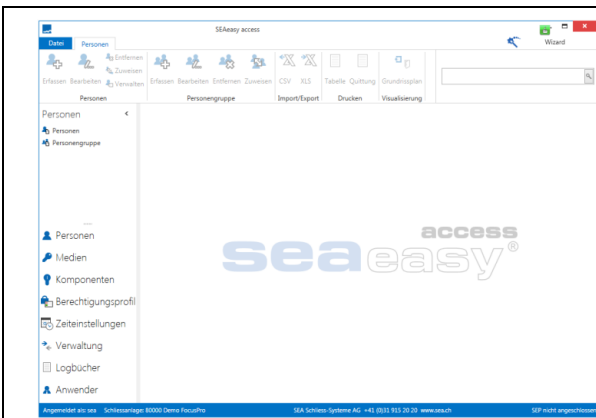 SEAeasy access
Datei Personen Wizard
Entfernen
Zuweisen
Erfassen Bearbeiten Verwalten Erfassen Bearbeiten Entfernen Zuweisen CSV XLS Tabelle Quittung Grundrissplan
Personen Personengruppe Import/Export Drucken Visualisierung
Personen <
Personen
Personengruppe
Personen
Medien
Komponenten
Berechtigungsprofil
Zeiteinstellungen
Verwaltung
Logbücher
Anwender
access
seaeasy®
Angemeldet als: sea Schliessanlage: 80000 Demo FocusPro SEA Schliess-Systeme AG +41 (0)31 915 20 20 www.sea.ch SEP nicht angeschlossen